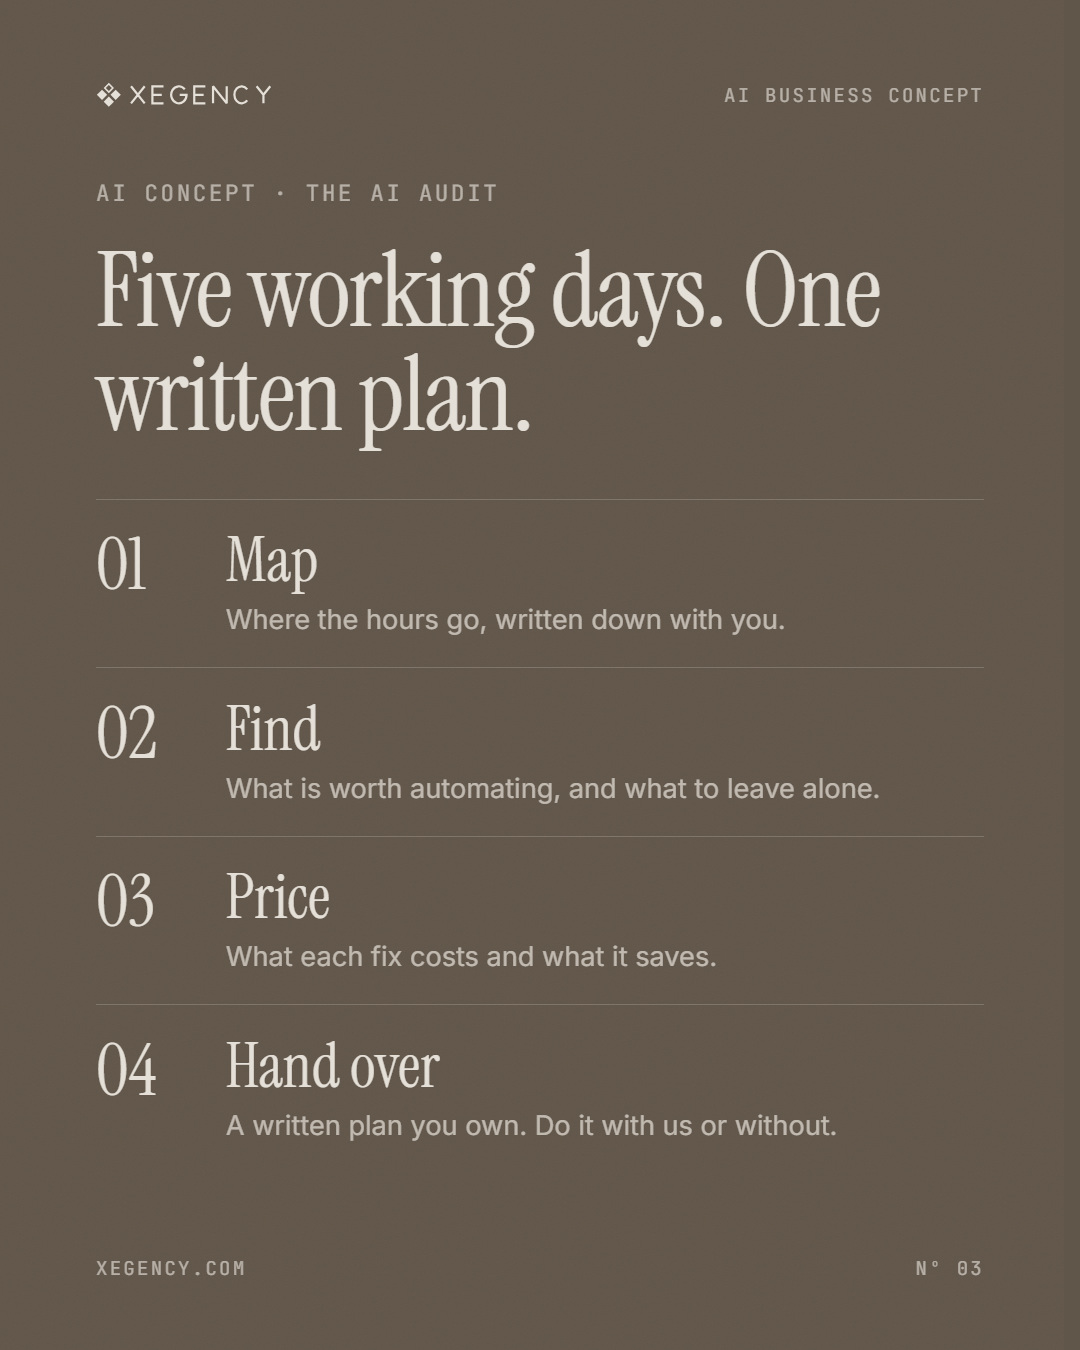 XEGENCY
AI BUSINESS CONCEPT
AI CONCEPT · THE AI AUDIT
Five working days. One
written plan.
01
Map
Where the hours go, written down with you.
02
Find
What is worth automating, and what to leave alone.
03
Price
What each fix costs and what it saves.
04
Hand over
A written plan you own. Do it with us or without.
XEGENCY.COM
Nº 03